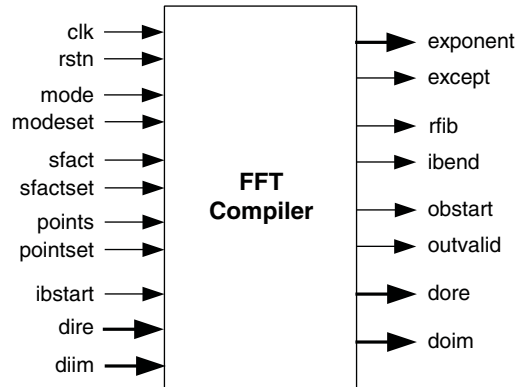 clk
rstn
mode
modeset
sfact
sfactset
points
pointset
ibstart
dire
diim
FFT
Compiler
exponent
except
rfib
ibend
obstart
outvalid
dore
doim